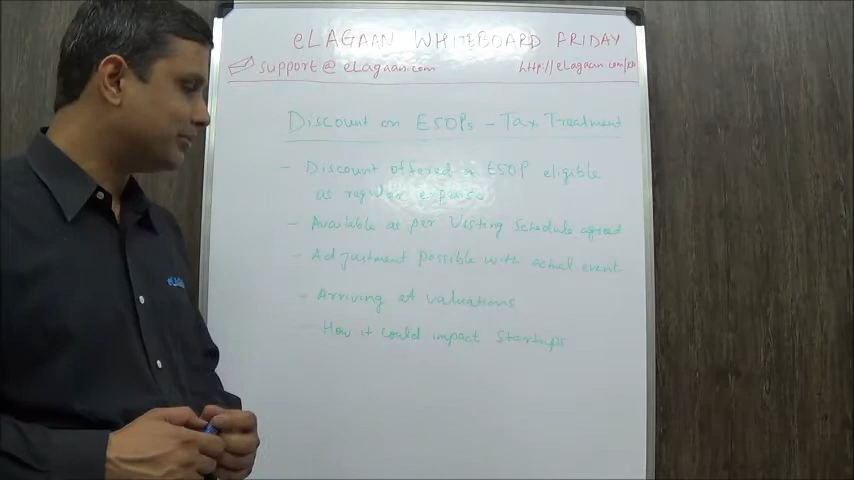 eLAGAAN WHITEBOARD FRIDAY
support@eLagaan.com
http://eLagaan.com/
Discount on ESOPs - Tax Treatment
- Discount offered on ESOP eligible
as regular expense
- Available as per Vesting Schedule agreed
- Adjustment possible with actual event
- Arriving at valuations
- How it could impact Startups